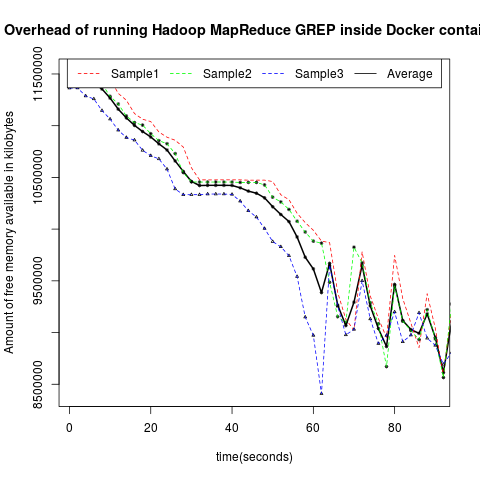 Overhead of running Hadoop MapReduce GREP inside Docker contai
Sample1 Sample2 Sample3 Average
Amount of free memory available in kilobytes
11500000
10500000
9500000
8500000
0 20 40 60 80
time(seconds)